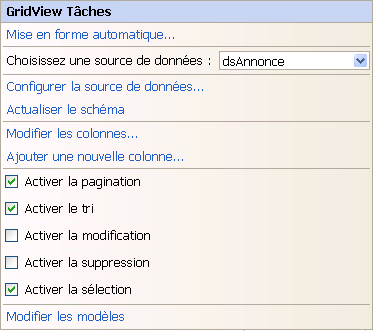 GridView Tâches
Mise en forme automatique...
Choisissez une source de données : dsAnnonce
Configurer la source de données...
Actualiser le schéma
Modifier les colonnes...
Ajouter une nouvelle colonne...
Activer la pagination
Activer le tri
Activer la modification
Activer la suppression
Activer la sélection
Modifier les modèles